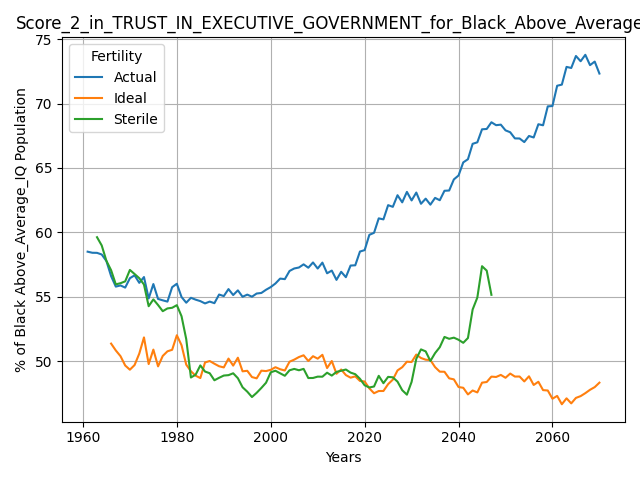 Score_2_in_TRUST_IN_EXECUTIVE_GOVERNMENT_for_Black_Above_Average
75
70
65
60
55
50
% of Black Above_Average_IQ Population
Fertility
Actual
Ideal
Sterile
1960 1980 2000 2020 2040 2060
Years